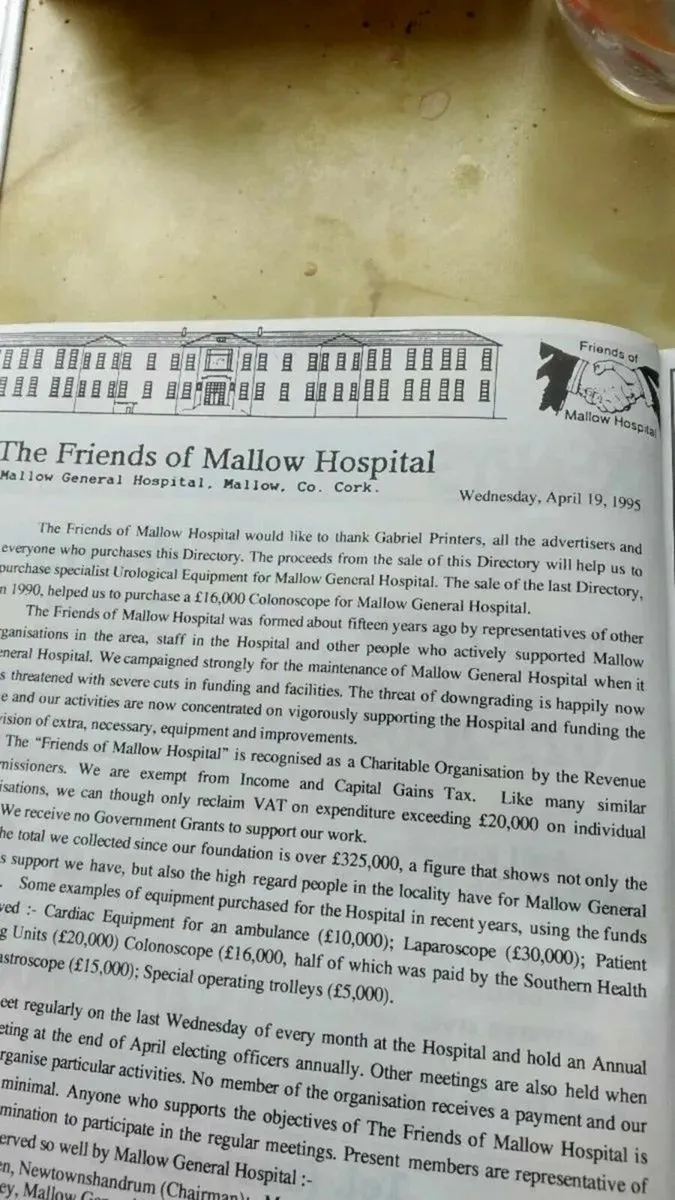 Friends of
Mallow Hospital
The Friends of Mallow Hospital
Mallow General Hospital, Mallow, Co. Cork.
Wednesday, April 19, 1995
The Friends of Mallow Hospital would like to thank Gabriel Printers, all the advertisers and
everyone who purchases this Directory. The proceeds from the sale of this Directory will help us to
purchase specialist Urological Equipment for Mallow General Hospital. The sale of the last Directory,
n 1990, helped us to purchase a £16,000 Colonoscope for Mallow General Hospital.
The Friends of Mallow Hospital was formed about fifteen years ago by representatives of other
rganisations in the area, staff in the Hospital and other people who actively supported Mallow
eneral Hospital. We campaigned strongly for the maintenance of Mallow General Hospital when it
s threatened with severe cuts in funding and facilities. The threat of downgrading is happily now
e and our activities are now concentrated on vigorously supporting the Hospital and funding the
vision of extra, necessary, equipment and improvements.
The "Friends of Mallow Hospital" is recognised as a Charitable Organisation by the Revenue
missioners. We are exempt from Income and Capital Gains Tax. Like many similar
isations, we can though only reclaim VAT on expenditure exceeding £20,000 on individual
We receive no Government Grants to support our work.
he total we collected since our foundation is over £325,000, a figure that shows not only the
s support we have, but also the high regard people in the locality have for Mallow General
. Some examples of equipment purchased for the Hospital in recent years, using the funds
ved :- Cardiac Equipment for an ambulance (£10,000); Laparoscope (£30,000); Patient
g Units (£20,000) Colonoscope (£16,000, half of which was paid by the Southern Health
astroscope (£15,000); Special operating trolleys (£5,000).
eet regularly on the last Wednesday of every month at the Hospital and hold an Annual
eting at the end of April electing officers annually. Other meetings are also held when
rganise particular activities. No member of the organisation receives a payment and our
minimal. Anyone who supports the objectives of The Friends of Mallow Hospital is
mination to participate in the regular meetings. Present members are representative of
erved so well by Mallow General Hospital :-
en, Newtownshandrum (Chairman);
ey, Mallow